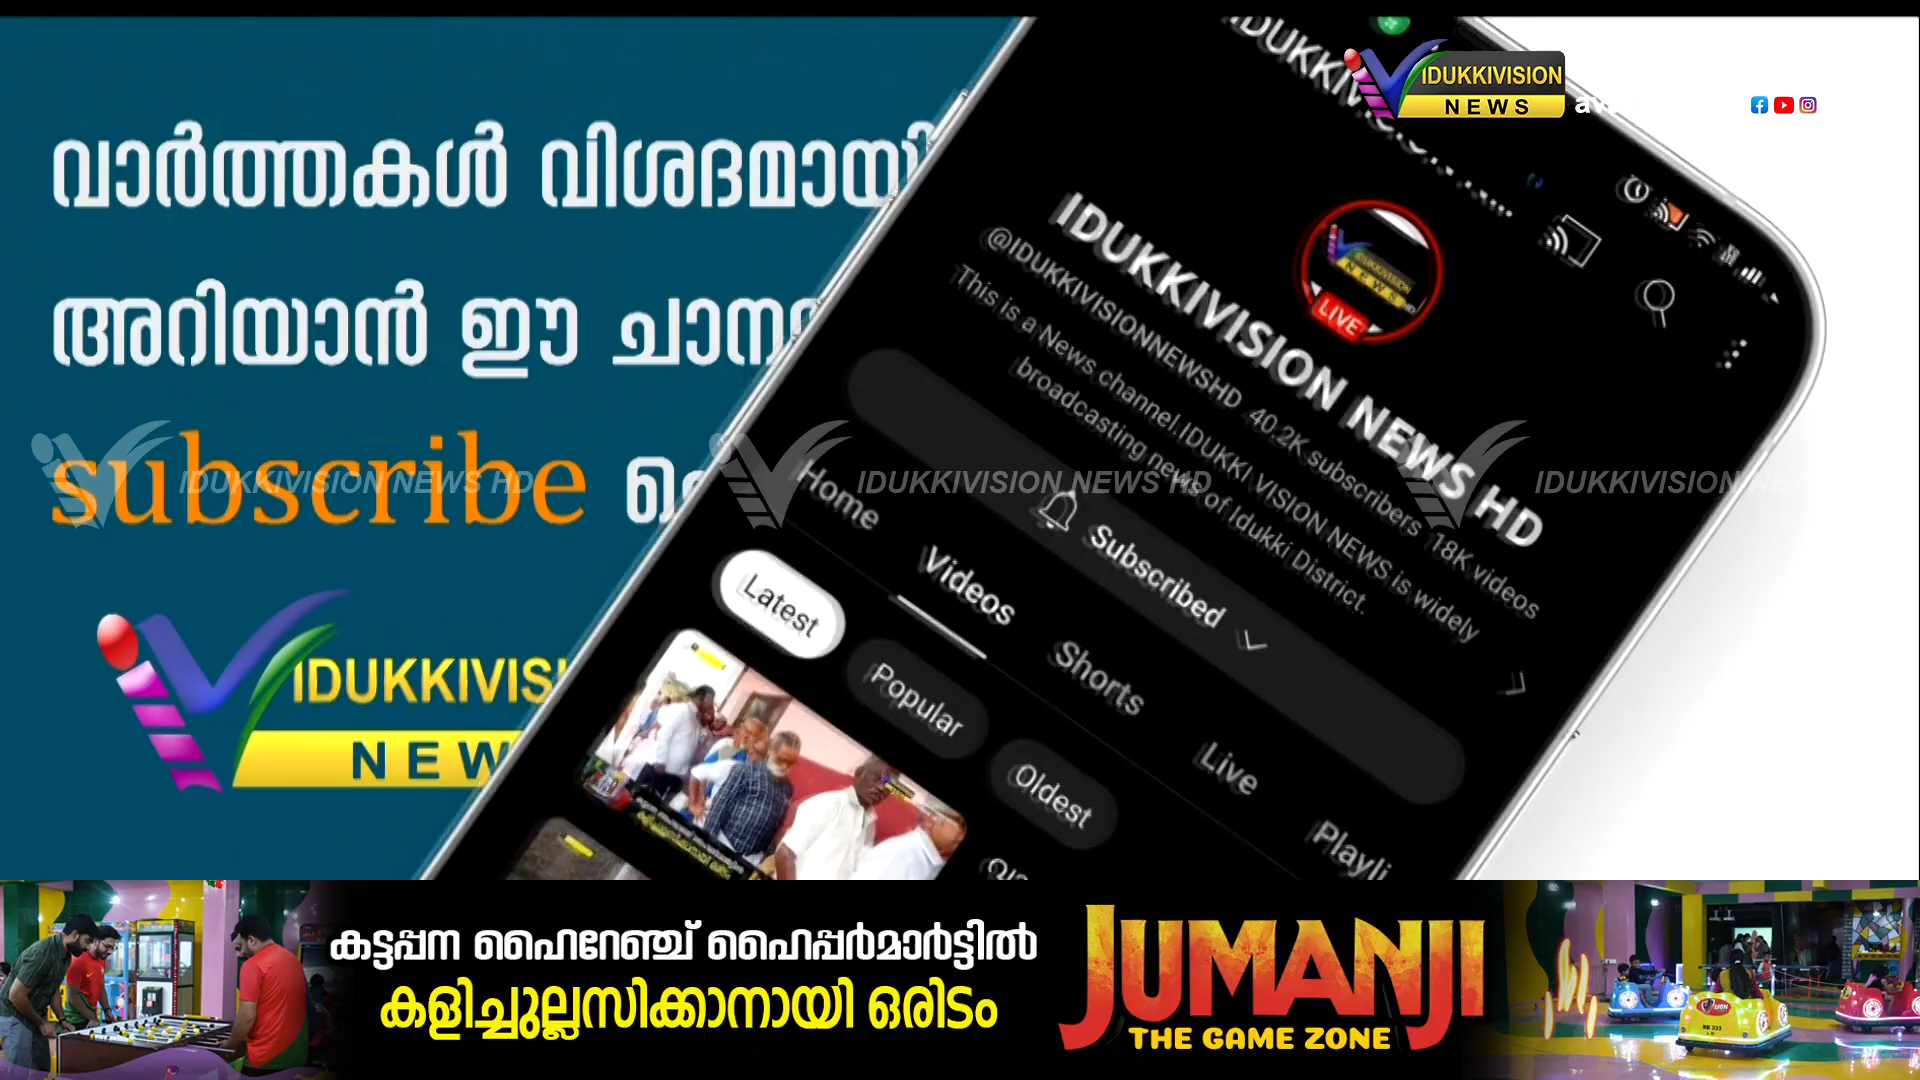 വാർത്തകൾ വിശദമായി
അറിയാൻ ഈ
subscribe
IDUKKIVISI
NEW
IDUKKIVISION
NEWS
IDUKKIVISION NEWS HD
@IDUKKIVISIONNEWSHD 40.2K subscribers 18K videos
This is a News channel.IDUKKI VISION NEWS is widely
broadcasting news of Idukki District.
LIVE
Subscribed
Home
Videos
Shorts
Live
Playli
Latest
Popular
Oldest
IDUKKIVISION NEWS HD
IDUKKIVISION NEWS HD
IDUKKIVISION
കട്ടപ്പന ഹൈറേഞ്ച് ഹൈപ്പർമാർട്ടിൽ
കളിച്ചുല്ലസിക്കാനായി ഒരിടം
JUMANJI
THE GAME ZONE